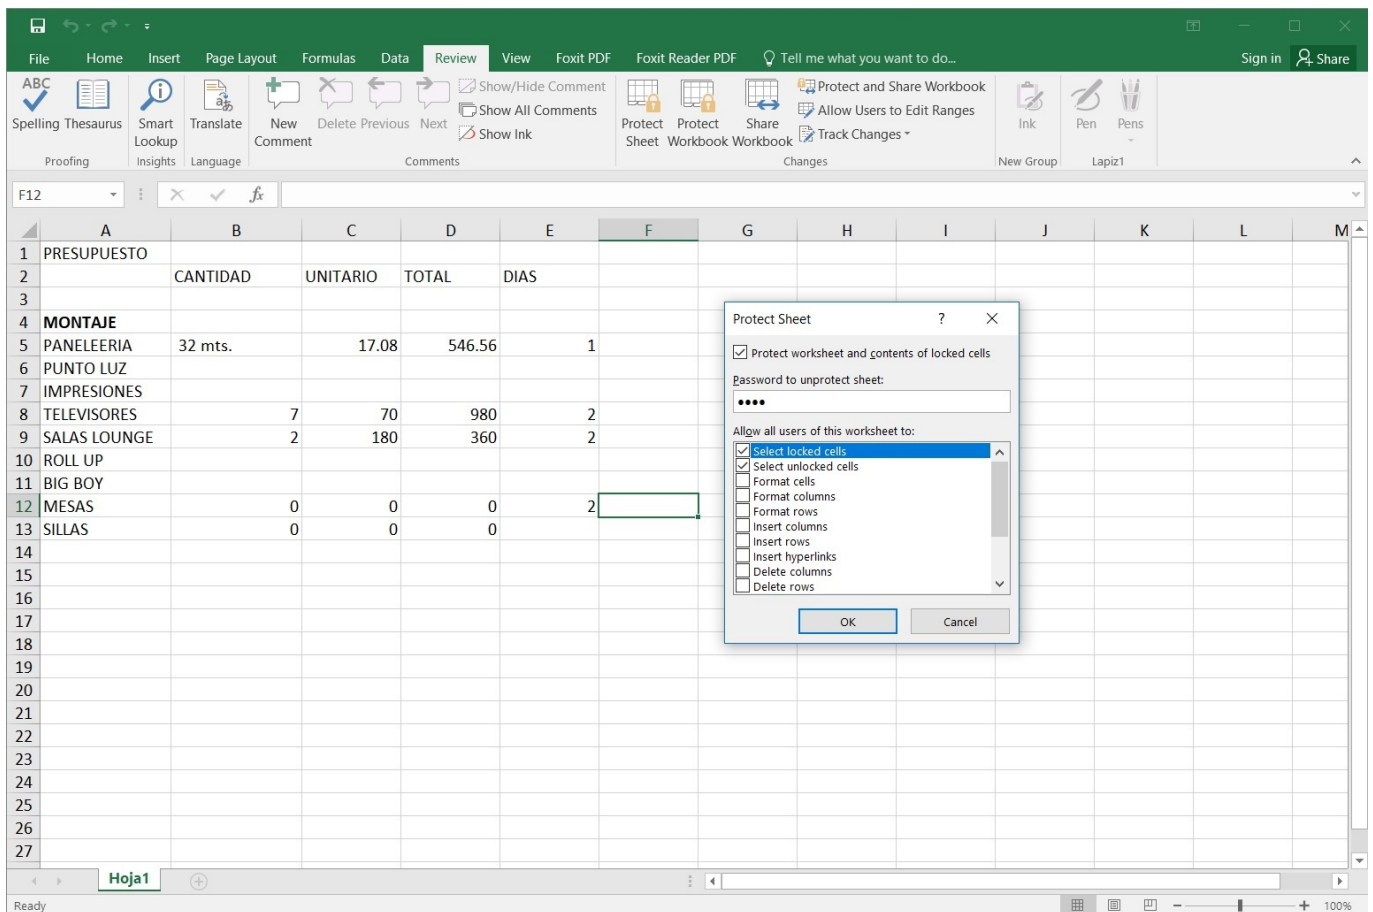 File Home Insert Page Layout Formulas Data Review View Foxit PDF Foxit Reader PDF Tell me what you want to do... Sign in Share
ABC
Spelling Thesaurus
Proofing
Smart
Lookup
Insights
Translate
Language
New
Comment
Delete Previous Next
Show/Hide Comment
Show All Comments
Show Ink
Comments
Protect
Sheet
Protect
Workbook
Share
Workbook
Protect and Share Workbook
Allow Users to Edit Ranges
Track Changes
Changes
Ink
New Group
Pen Pens
Lapiz1
F12 fx
A B C D E F G H I J K L M
1 PRESUPUESTO
2 CANTIDAD UNITARIO TOTAL DIAS
3
4 MONTAJE
5 PANELEERIA 32 mts. 17.08 546.56 1
6 PUNTO LUZ
7 IMPRESIONES
8 TELEVISORES 7 70 980 2
9 SALAS LOUNGE 2 180 360 2
10 ROLL UP
11 BIG BOY
12 MESAS 0 0 0 2
13 SILLAS 0 0 0
14
15
16
17
18
19
20
21
22
23
24
25
26
27
Protect Sheet ?
Protect worksheet and contents of locked cells
Password to unprotect sheet:
••••
Allow all users of this worksheet to:
Select locked cells
Select unlocked cells
Format cells
Format columns
Format rows
Insert columns
Insert rows
Insert hyperlinks
Delete columns
Delete rows
OK Cancel
Hoja1
Ready 100%